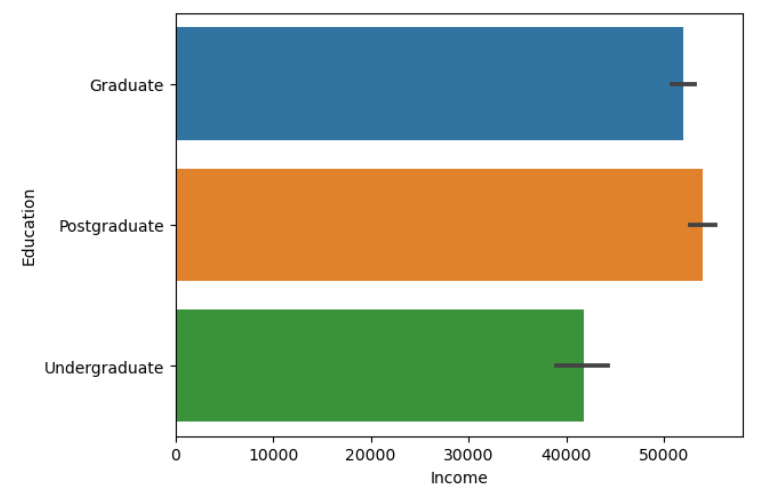 Education
Graduate
Postgraduate
Undergraduate
0 10000 20000 30000 40000 50000
Income